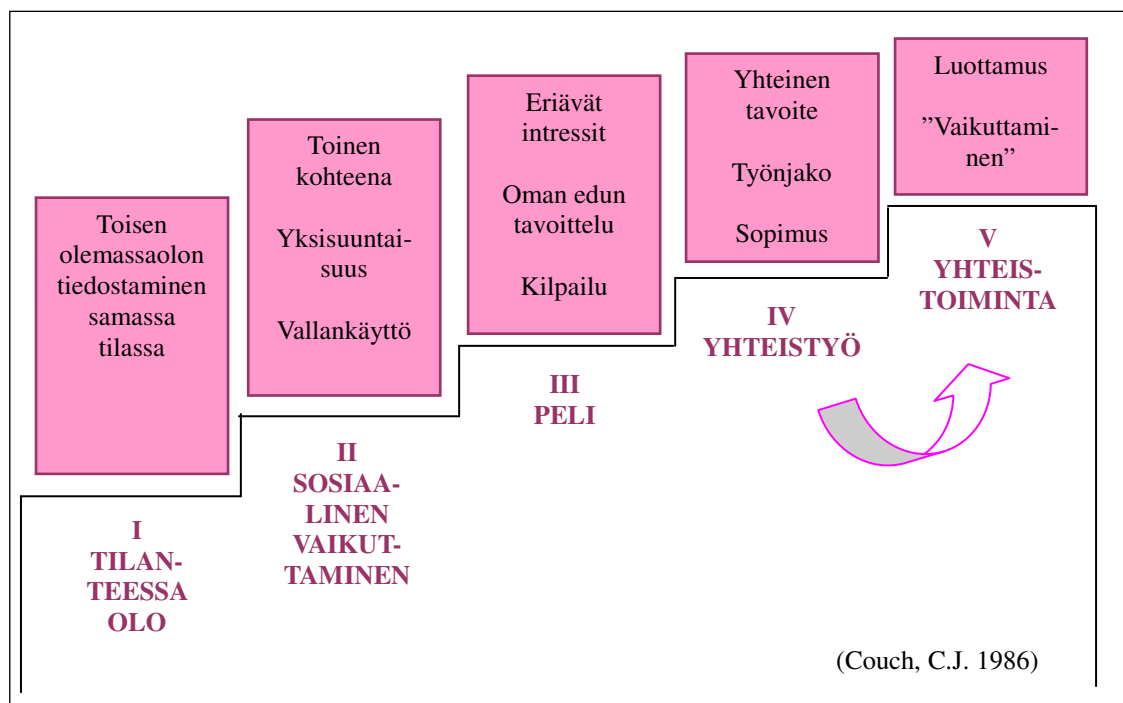 Toisen
olemassaolon
tiedostaminen
samassa
tilassa
I
TILAN-
TEESSA
OLO
Toinen
kohteena
Yksisuuntai-
suus
Vallankäyttö
II
SOSIAA-
LINEN
VAIKUT-
TAMINEN
Eriävät
intressit
Oman edun
tavoittelu
Kilpailu
III
PELI
Yhteinen
tavoite
Työnjako
Sopimus
IV
YHTEISTYÖ
Luottamus
”Vaikuttami-
nen”
V
YHTEIS-
TOIMINTA
(Couch, C.J. 1986)